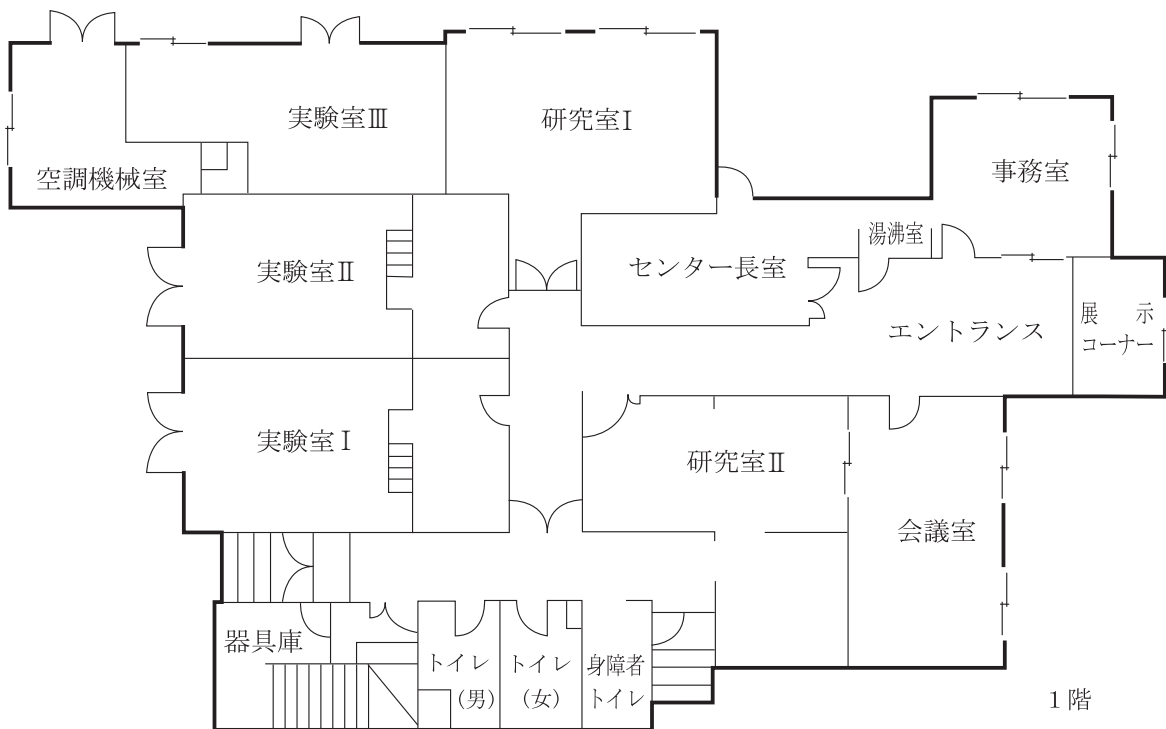 実験室Ⅲ
研究室Ⅰ
空調機械室
事務室
湯沸室
実験室Ⅱ
センター長室
展 示
コーナー
エントランス
実験室Ⅰ
研究室Ⅱ
会議室
器具庫
トイレ
(男)
トイレ
(女)
身障者
トイレ
1階